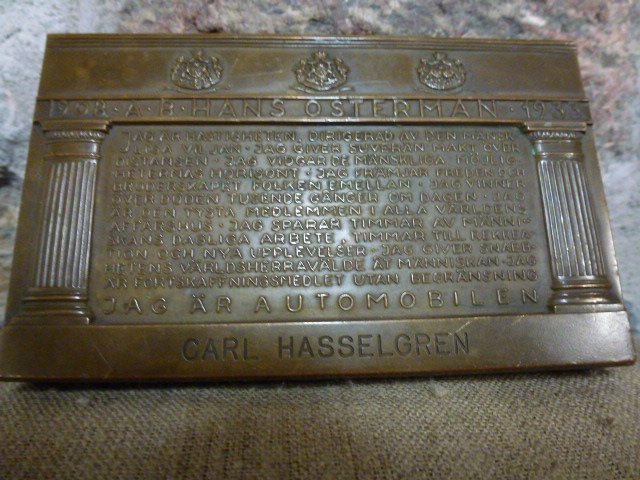 1908 · A·B·HANS OSTERMAN · 1933
JAG ÄR HASTIGHETEN, DIRIGERAD AV DEN MÄNSK-
LIGA VILJAN · JAG GIVER SUVERÄN MAKT ÖVER
DISTANSEN · JAG VIDGAR DE MÄNSKLIGA MÖJLIG-
HETERNAS HORISONT · JAG FRÄMJAR FREDEN OCH
BRÖDERSKAPET FOLKEN EMELLAN · JAG VINNER
ÖVER DÖDEN TUSENDE GÅNGER OM DAGEN · JAG
ÄR DEN TYSTA MEDLEMMEN I ALLA VÄRLDENS
AFFÄRSHUS · JAG SPARAR TIMMAR AV MÄNNI-
SKANS DAGLIGA ARBETE, TIMMAR TILL REKREA-
TION OCH NYA UPPLEVELSER · JAG GIVER SNABB-
HETENS VÄRLDSHERRAVÄLDE ÅT MÄNNISKAN · JAG
ÄR FORTSKAFFNINGSMEDLET UTAN BEGRÄNSNING
JAG ÄR AUTOMOBILEN
CARL HASSELGREN